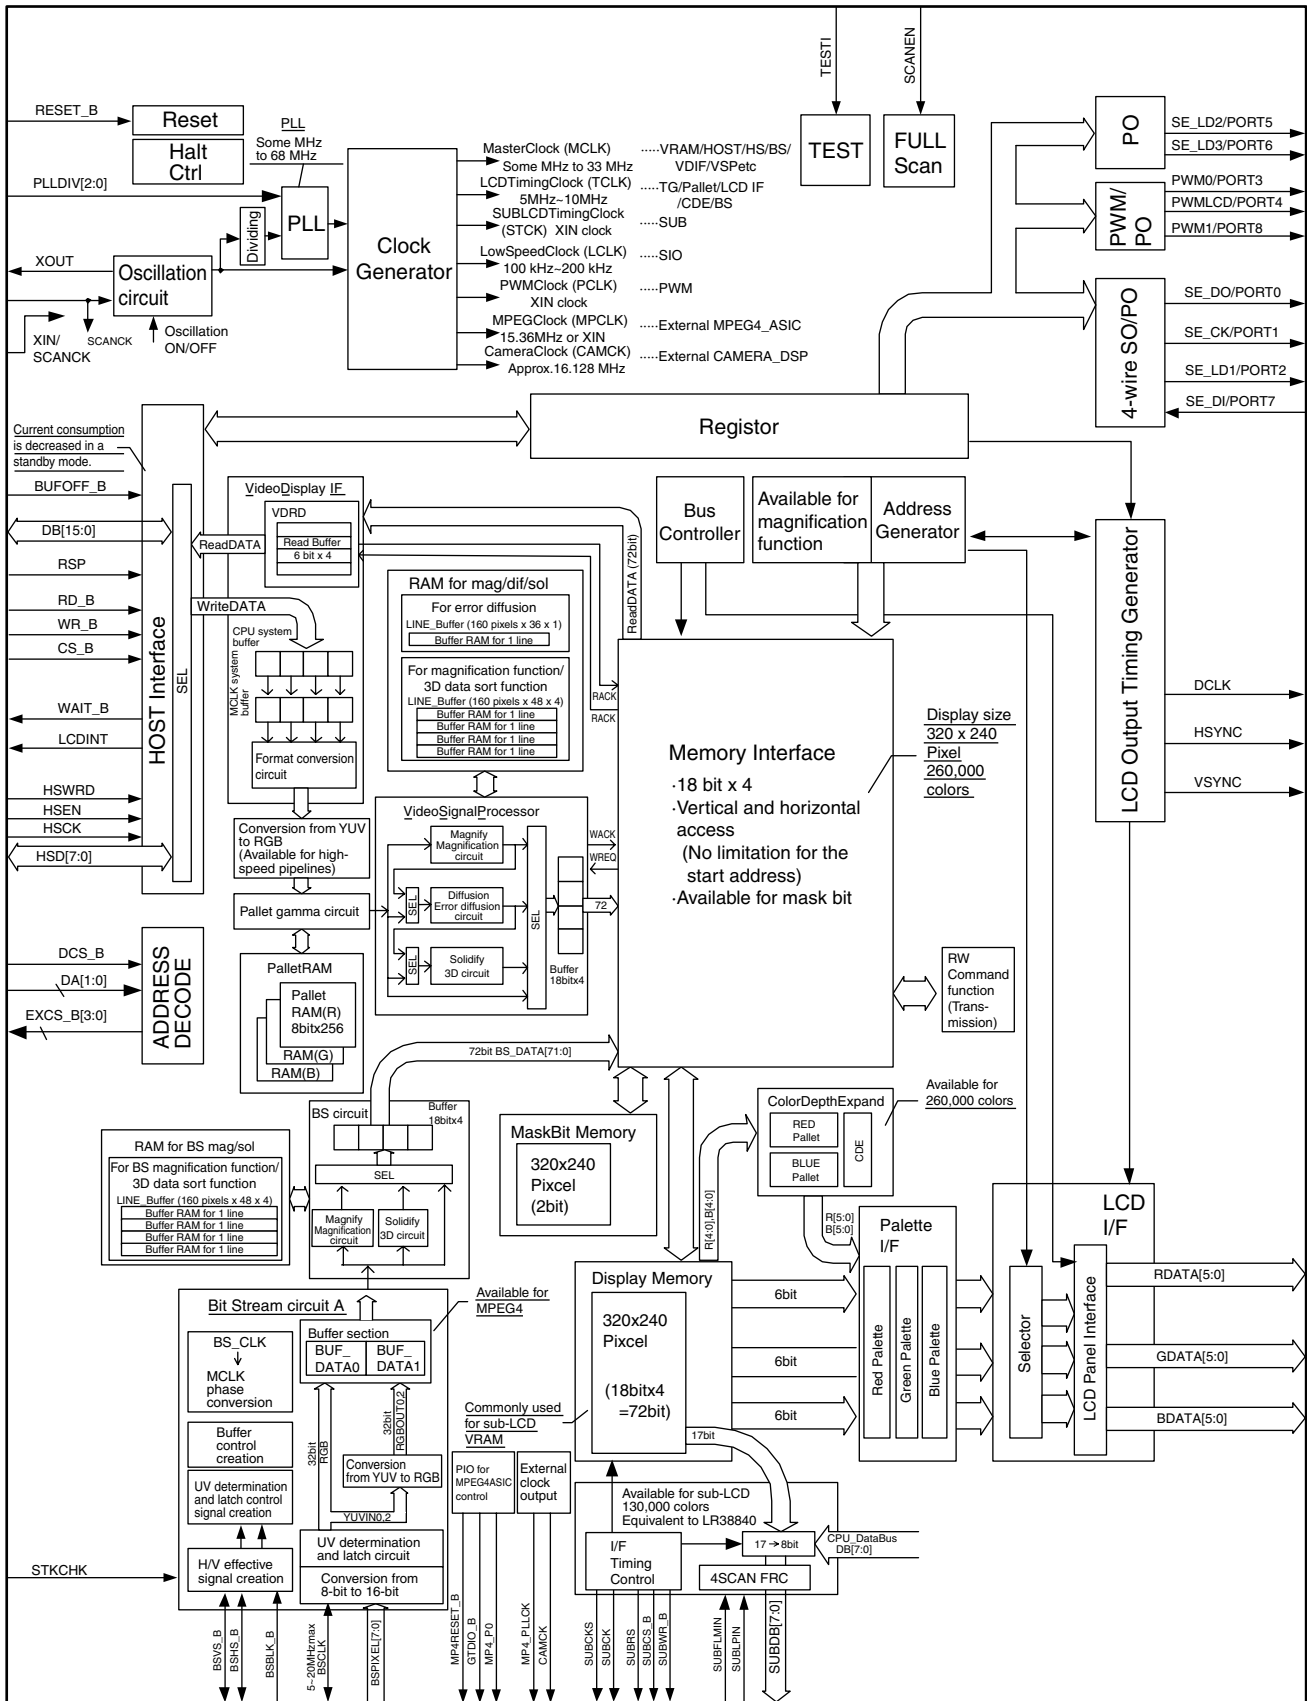 TESTI
SCANEN
RESET_B
Reset
Halt
Ctrl
PLL
Some MHz
to 68 MHz
PLLDIV[2:0]
Dividing
PLL
XOUT
Oscillation
circuit
XIN/
SCANCK
SCANCK
Oscillation
ON/OFF
Clock
Generator
MasterClock (MCLK)
Some MHz to 33 MHz
·····VRAM/HOST/HS/BS/
VDIF/VSPetc
LCDTimingClock (TCLK)
5MHz~10MHz
·····TG/Pallet/LCD IF
/CDE/BS
SUBLCDTimingClock
(STCK) XIN clock
·····SUB
LowSpeedClock (LCLK)
100 kHz~200 kHz
·····SIO
PWMClock (PCLK)
XIN clock
·····PWM
MPEGClock (MPCLK)
15.36MHz or XIN
·····External MPEG4_ASIC
CameraClock (CAMCK)
Approx.16.128 MHz
·····External CAMERA_DSP
TEST
FULL
Scan
PO
SE_LD2/PORT5
SE_LD3/PORT6
PWM/
PO
PWM0/PORT3
PWMLCD/PORT4
PWM1/PORT8
4-wire SO/PO
SE_DO/PORT0
SE_CK/PORT1
SE_LD1/PORT2
SE_DI/PORT7
Registor
Current consumption
is decreased in a
standby mode.
BUFOFF_B
DB[15:0]
RSP
RD_B
WR_B
CS_B
WAIT_B
LCDINT
HSWRD
HSEN
HSCK
HSD[7:0]
HOST Interface
SEL
VideoDisplay IF
VDRD
Read Buffer
6 bit x 4
ReadDATA
WriteDATA
CPU system
buffer
MCLK system
buffer
Format conversion
circuit
Conversion from YUV
to RGB
(Available for high-
speed pipelines)
Pallet gamma circuit
PalletRAM
Pallet
RAM(R)
8bitx256
RAM(G)
RAM(B)
DCS_B
DA[1:0]
EXCS_B[3:0]
ADDRESS
DECODE
RAM for mag/dif/sol
For error diffusion
LINE_Buffer (160 pixels x 36 x 1)
Buffer RAM for 1 line
For magnification function/
3D data sort function
LINE_Buffer (160 pixels x 48 x 4)
Buffer RAM for 1 line
Buffer RAM for 1 line
Buffer RAM for 1 line
Buffer RAM for 1 line
VideoSignalProcessor
Magnify
Magnification
circuit
SEL
Diffusion
Error diffusion
circuit
SEL
Solidify
3D circuit
SEL
Buffer
18bitx4
WACK
WREQ
72
ReadDATA (72bit)
RACK
RACK
Bus
Controller
Available for
magnification
function
Address
Generator
Memory Interface
·18 bit x 4
·Vertical and horizontal
access
(No limitation for the
start address)
·Available for mask bit
Display size
320 x 240
Pixel
260,000
colors
LCD Output Timing Generator
DCLK
HSYNC
VSYNC
RW
Command
function
(Trans-
mission)
72bit BS_DATA[71:0]
BS circuit
Buffer
18bitx4
SEL
Magnify
Magnification
circuit
Solidify
3D circuit
RAM for BS mag/sol
For BS magnification function/
3D data sort function
LINE_Buffer (160 pixels x 48 x 4)
Buffer RAM for 1 line
Buffer RAM for 1 line
Buffer RAM for 1 line
Buffer RAM for 1 line
MaskBit Memory
320x240
Pixcel
(2bit)
R[4:0],B[4:0]
ColorDepthExpand
RED
Pallet
BLUE
Pallet
CDE
Available for
260,000 colors
R[5:0]
B[5:0]
Palette
I/F
Red Palette
Green Palette
Blue Palette
LCD
I/F
Selector
LCD Panel Interface
RDATA[5:0]
GDATA[5:0]
BDATA[5:0]
Display Memory
320x240
Pixcel
(18bitx4
=72bit)
6bit
6bit
6bit
17bit
Commonly used
for sub-LCD
VRAM
Bit Stream circuit A
Available for
MPEG4
BS_CLK
MCLK
phase
conversion
Buffer section
BUF_
DATA0
BUF_
DATA1
Buffer
control
creation
UV determination
and latch control
signal creation
32bit
RGB
32bit
RGBOUT0,2
Conversion
from YUV to RGB
YUVIN0,2
UV determination
and latch circuit
H/V effective
signal creation
Conversion from
8-bit to 16-bit
STKCHK
BSVS_B
BSHS_B
BSBLK_B
5~20MHzmax
BSCLK
BSPIXEL[7:0]
PIO for
MPEG4ASIC
control
External
clock
output
MP4RESET_B
GTDIO_B
MP4_P0
MP4_PLLCK
CAMCK
Available for sub-LCD
130,000 colors
Equivalent to LR38840
I/F
Timing
Control
17→8bit
4SCAN FRC
CPU_DataBus
DB[7:0]
SUBCKS
SUBCK
SUBRS
SUBCS_B
SUBWR_B
SUBFLMIN
SUBLPIN
SUBDB[7:0]